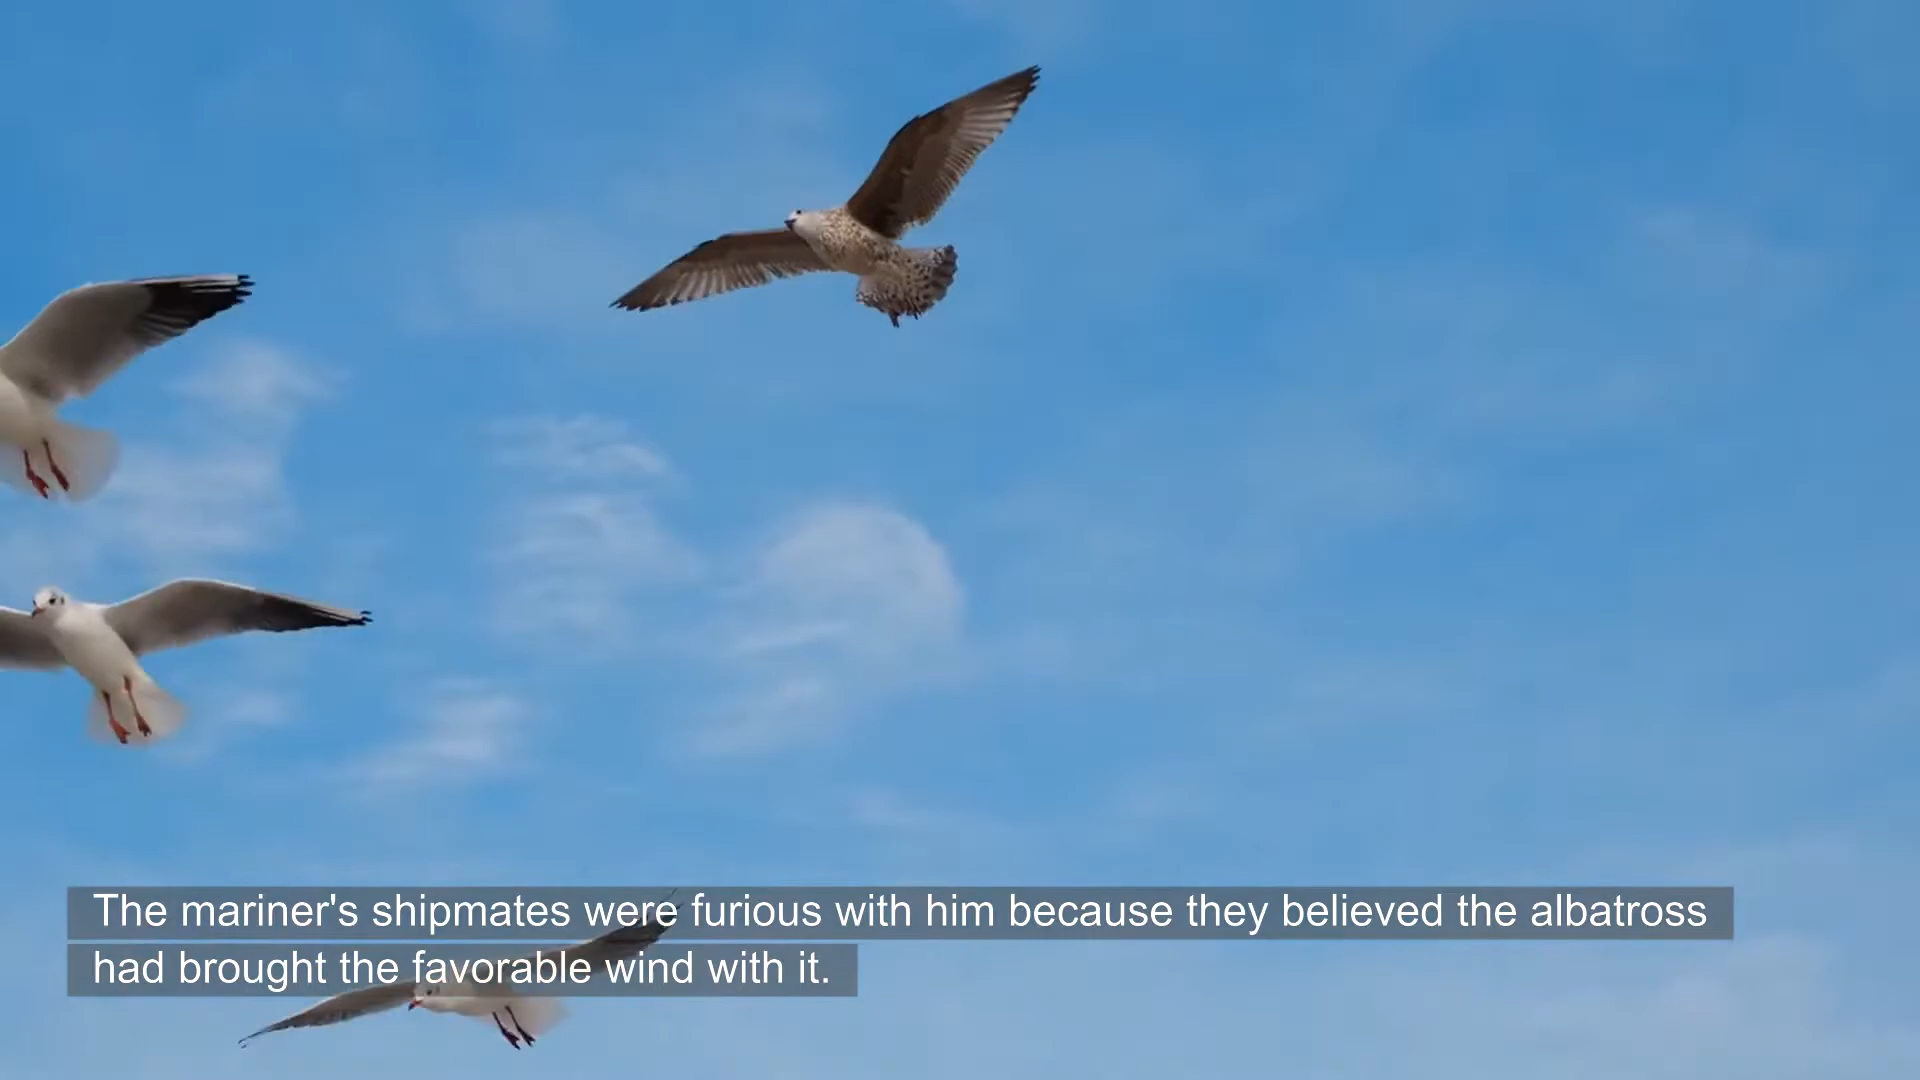 The mariner's shipmates were furious with him because they believed the albatross
had brought the favorable wind with it.